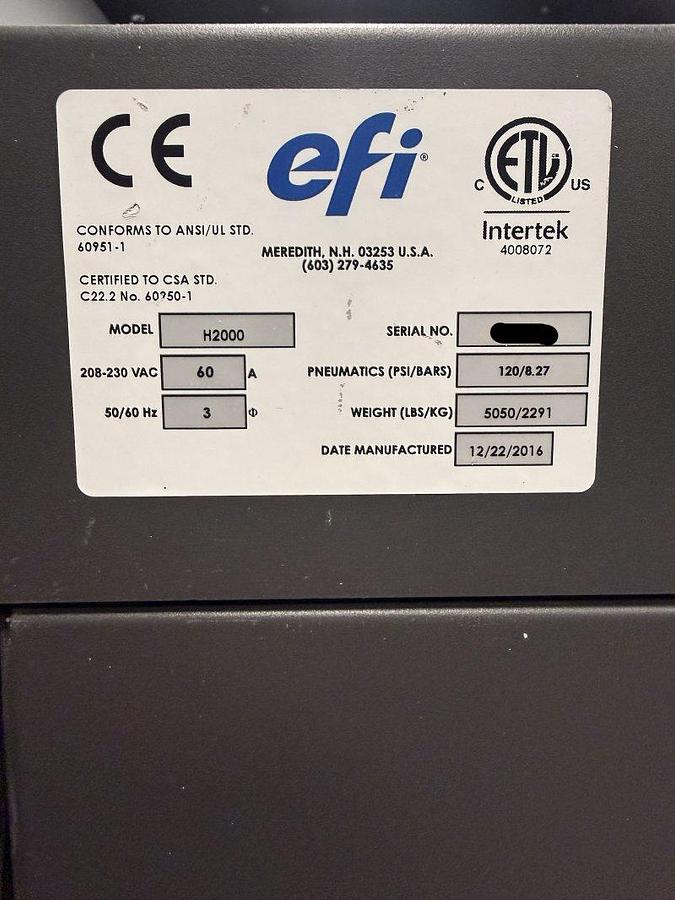 CE
efi®
C ETL US
LISTED
Intertek
4008072
CONFORMS TO ANSI/UL STD.
60951-1
MEREDITH, N.H. 03253 U.S.A.
(603) 279-4635
CERTIFIED TO CSA STD.
C22.2 No. 60950-1
MODEL H2000
SERIAL NO.
208-230 VAC 60 A
PNEUMATICS (PSI/BARS) 120/8.27
50/60 Hz 3 Φ
WEIGHT (LBS/KG) 5050/2291
DATE MANUFACTURED 12/22/2016